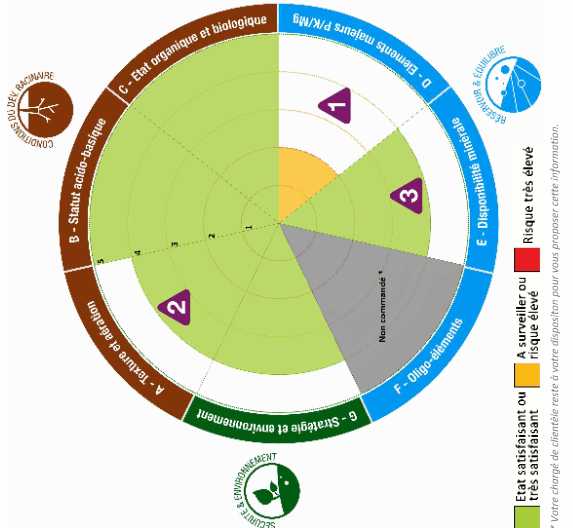 A - Texture et aération
B - Statut acido-basique
C - Etat organique et biologique
D - Eléments majeurs P/K/Mg
E - Disponibilité minérale
F - Oligo-éléments
G - Stratégie et environnement
CONDITIONS DU DEV. RACINAIRE
RÉSERVOIR & ÉQUILIBRE
SÉCURITÉ & ENVIRONNEMENT
1
2
3
5
4
3
2
1
Non commandé *
Etat satisfaisant ou
très satisfaisant
A surveiller ou
risque élevé
Risque très élevé
* Votre chargé de clientèle reste à votre dispositon pour vous proposer cette information.